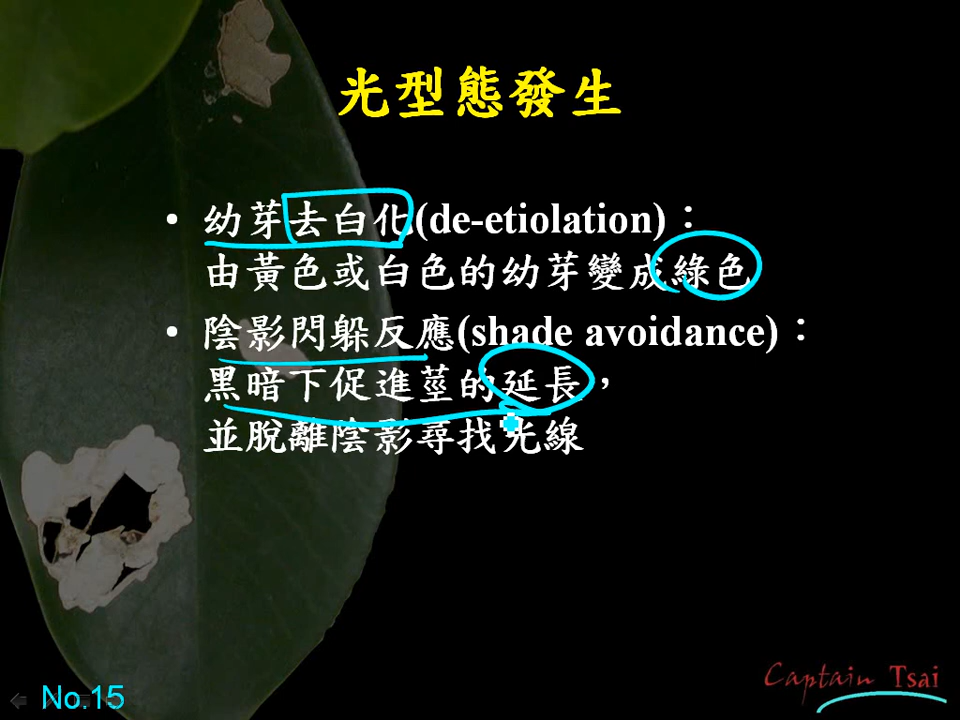 光型態發生
• 幼芽去白化(de-etiolation)：
由黃色或白色的幼芽變成綠色
• 陰影閃躲反應(shade avoidance)：
黑暗下促進莖的延長，
並脫離陰影尋找光線
No.15
Captain Tsai